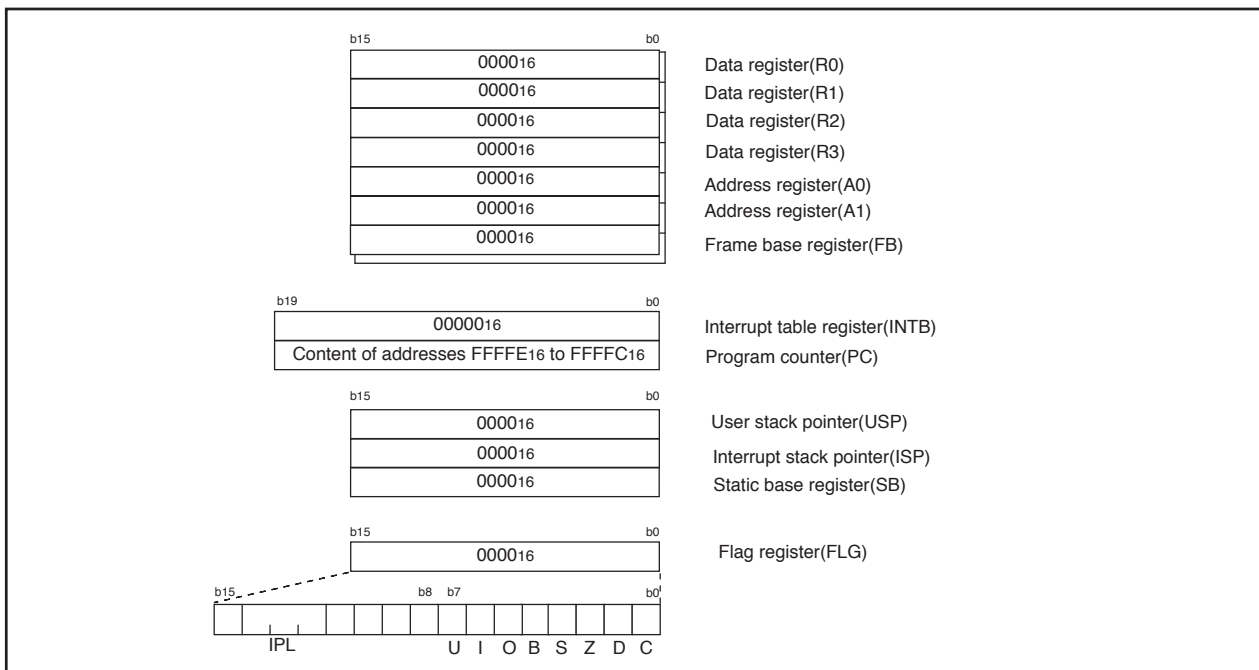 b15 b0
000016 Data register(R0)
000016 Data register(R1)
000016 Data register(R2)
000016 Data register(R3)
000016 Address register(A0)
000016 Address register(A1)
000016 Frame base register(FB)
b19 b0
0000016 Interrupt table register(INTB)
Content of addresses FFFFE16 to FFFFC16 Program counter(PC)
b15 b0
000016 User stack pointer(USP)
000016 Interrupt stack pointer(ISP)
000016 Static base register(SB)
b15 b0
000016 Flag register(FLG)
b15 b8 b7 b0
IPL U I O B S Z D C